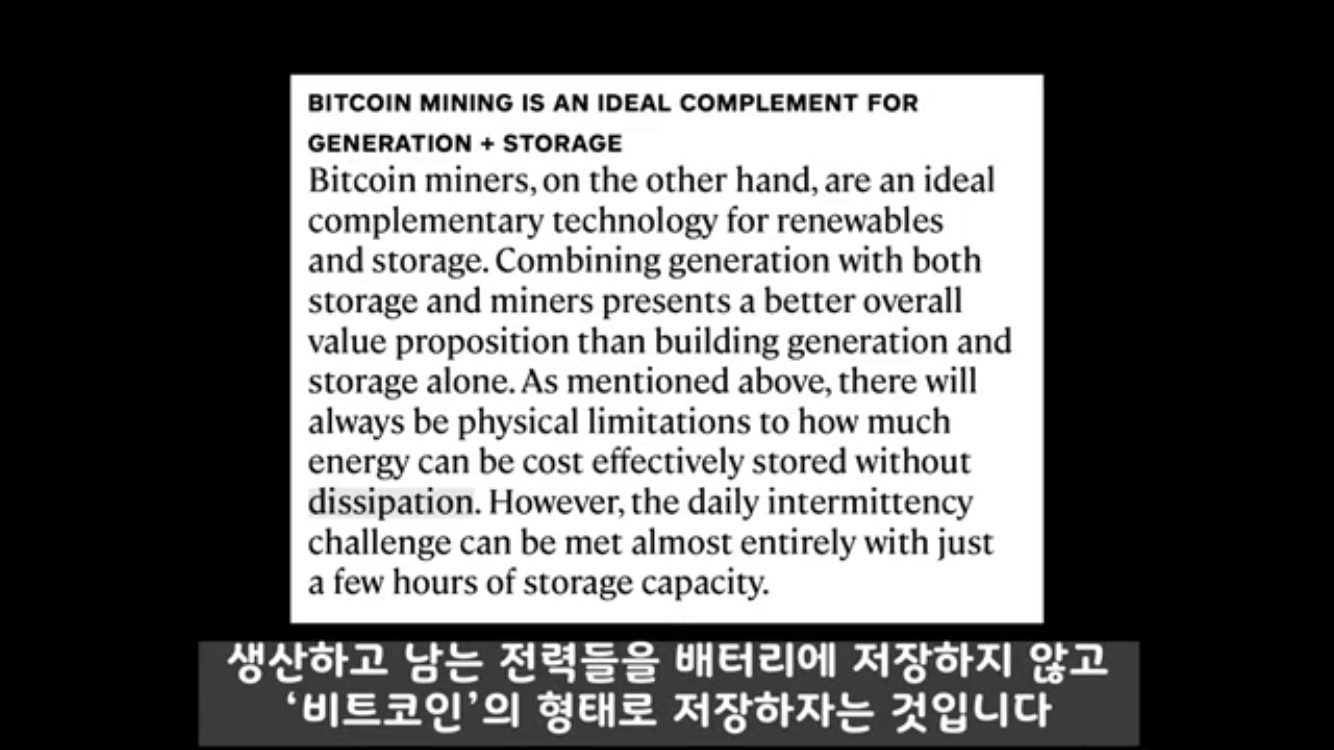 BITCOIN MINING IS AN IDEAL COMPLEMENT FOR
GENERATION + STORAGE
Bitcoin miners, on the other hand, are an ideal
complementary technology for renewables
and storage. Combining generation with both
storage and miners presents a better overall
value proposition than building generation and
storage alone. As mentioned above, there will
always be physical limitations to how much
energy can be cost effectively stored without
dissipation. However, the daily intermittency
challenge can be met almost entirely with just
a few hours of storage capacity.
생산하고 남는 전력들을 배터리에 저장하지 않고
‘비트코인’의 형태로 저장하자는 것입니다